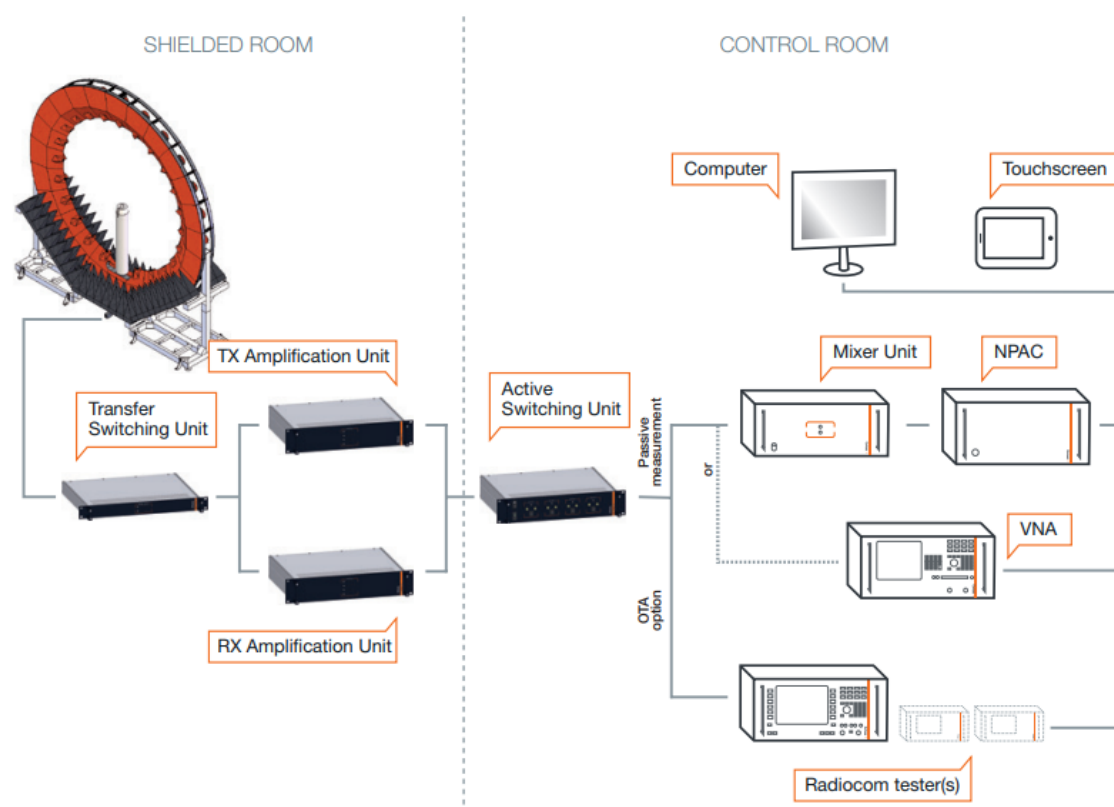 SHIELDED ROOM
CONTROL ROOM
Computer
Touchscreen
TX Amplification Unit
Mixer Unit
NPAC
Transfer
Switching Unit
Active
Switching Unit
Passive
measurement
or
VNA
OTA
option
RX Amplification Unit
Radiocom tester(s)